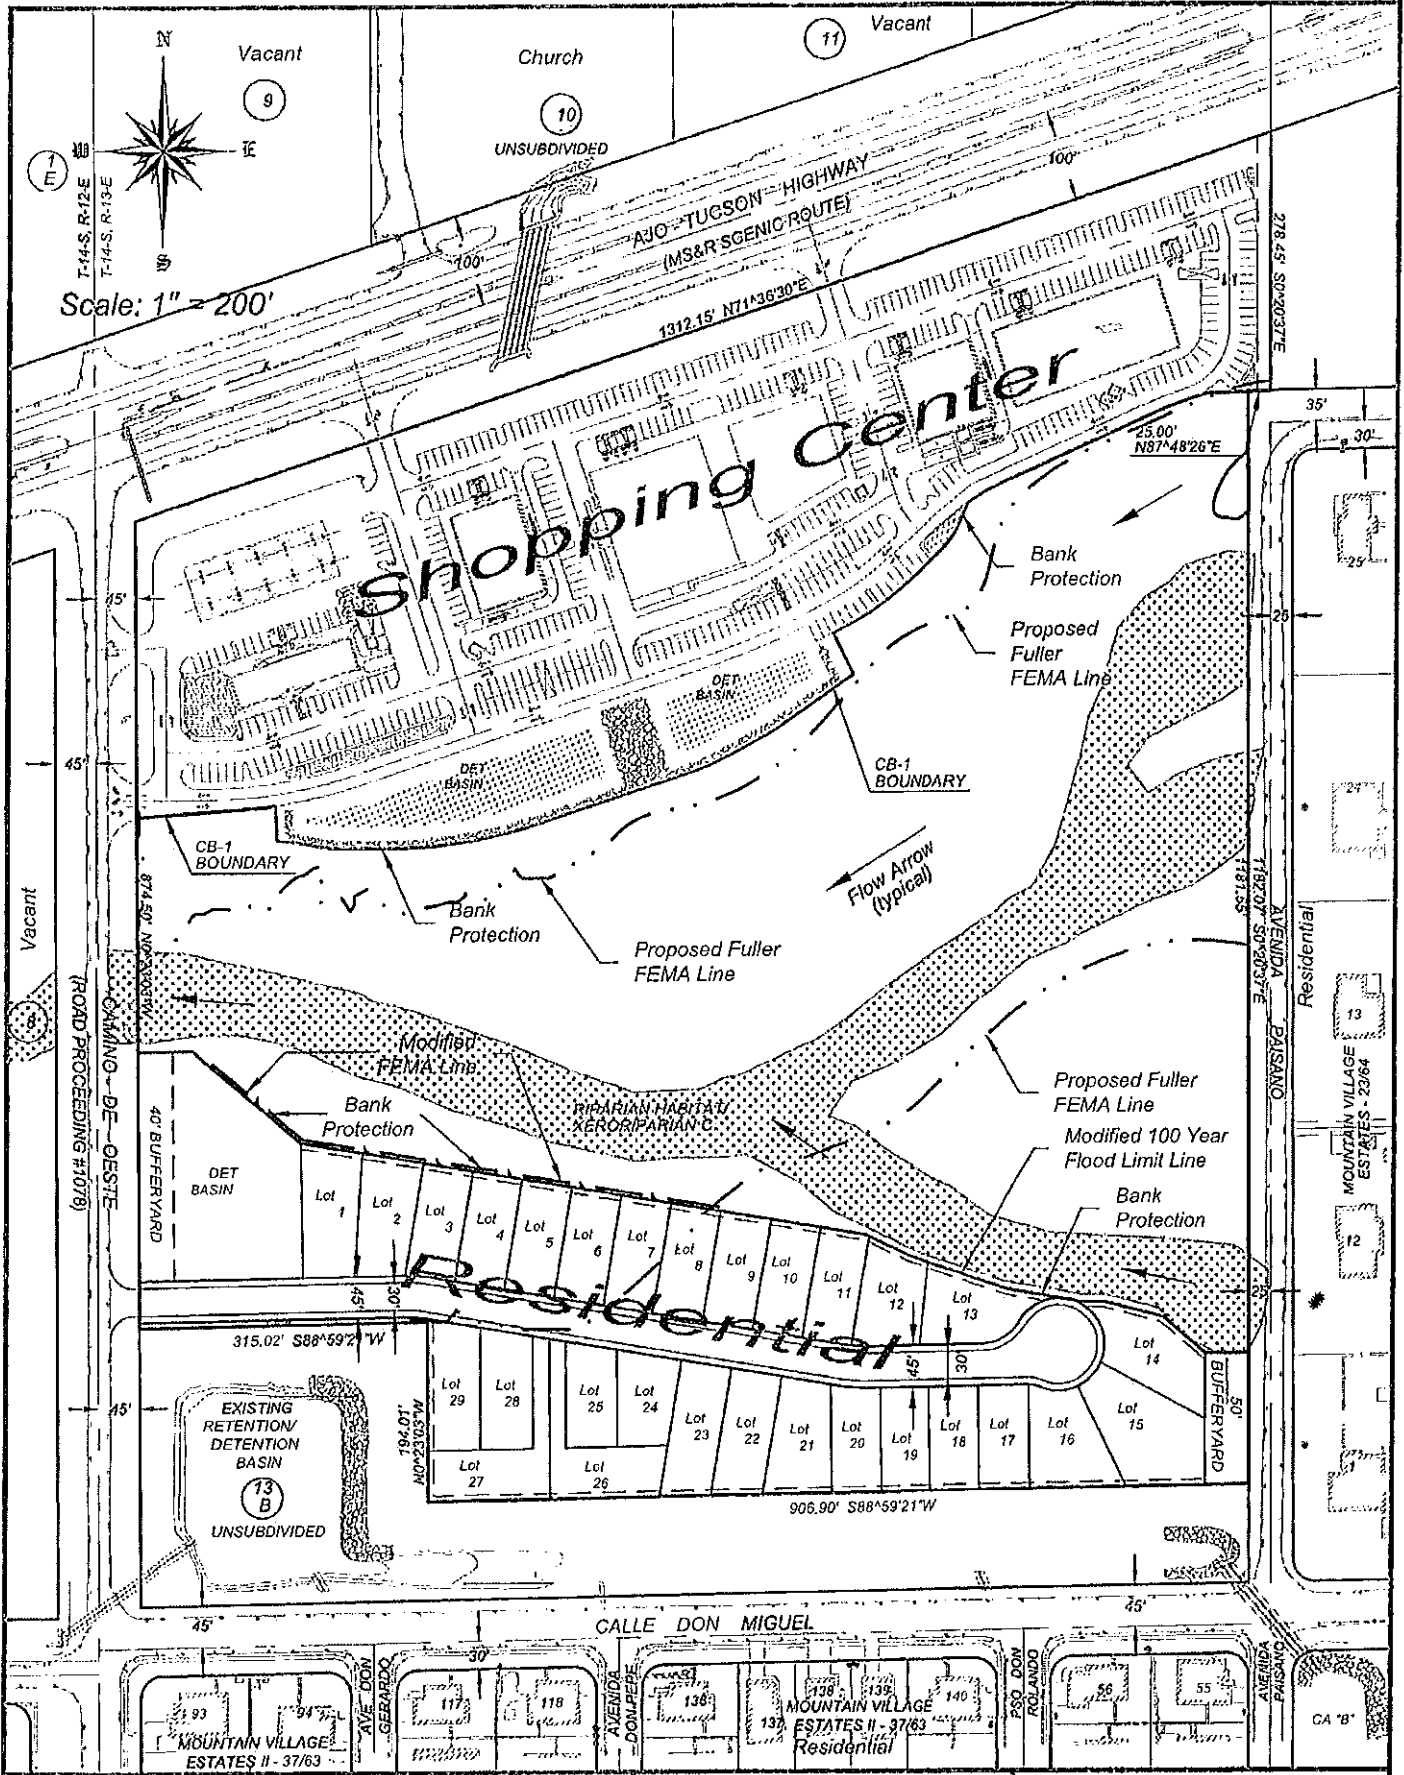 N
Vacant
9
Church
10
UNSUBDIVIDED
11
Vacant
W
E
S
1
E
T-14-S, R-12-E
T-14-S, R-13-E
Scale: 1" = 200'
100'
100'
AJO - TUCSON - HIGHWAY
(MS&R SCENIC ROUTE)
1312.15' N71^36'30"E
278.45' S0^20'37"E
Shopping Center
35'
30'
25.00'
N87^48'26"E
Bank
Protection
25
Proposed
Fuller
FEMA Line
45'
25
DET
BASIN
45'
DET
BASIN
CB-1
BOUNDARY
24
CB-1
BOUNDARY
Flow Arrow
(typical)
Vacant
Bank
Protection
Proposed Fuller
FEMA Line
1192.07' S0^20'37"E
1181.55'
AVENIDA PAISANO
Residential
8
(ROAD PROCEEDING #1078)
CAMINO - DE - OESTE
13
MOUNTAIN VILLAGE
ESTATES - 23/64
Modified
FEMA Line
Bank
Protection
RIPARIAN HABITAT/
XERORIPARIAN C
Proposed Fuller
FEMA Line
Modified 100 Year
Flood Limit Line
Bank
Protection
40' BUFFERYARD
DET
BASIN
12
Lot
1
Lot
2
Lot
3
Lot
4
Lot
5
Lot
6
Lot
7
Lot
8
Lot
9
Lot
10
Lot
11
Lot
12
Lot
13
Lot
14
Residential
45'
30'
45'
30'
315.02' S88^59'21"W
50'
BUFFERYARD
45'
EXISTING
RETENTION/
DETENTION
BASIN
13
B
UNSUBDIVIDED
194.01'
N0^23'03"W
Lot
29
Lot
28
Lot
25
Lot
24
Lot
23
Lot
22
Lot
21
Lot
20
Lot
19
Lot
18
Lot
17
Lot
16
Lot
15
Lot
27
Lot
26
906.90' S88^59'21"W
1
45'
CALLE DON MIGUEL
45'
30'
AVE DON
GERARDO
AVENIDA
DON PEPE
PSO DON
ROLANDO
AVENIDA
PAISANO
93
94
117
118
136
137
138
139
140
56
55
CA "B"
MOUNTAIN VILLAGE
ESTATES II - 37/63
MOUNTAIN VILLAGE
ESTATES II - 37/63
Residential